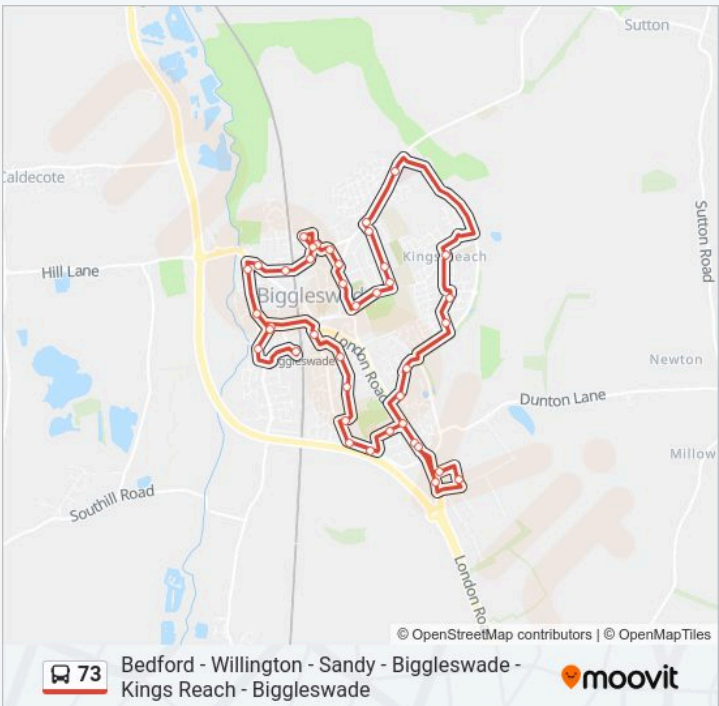 Sutton
Caldecote
Sutton Road
Hill Lane
Kings Reach
Biggleswade
London Road
Biggleswade
Newton
Dunton Lane
Millow
Southill Road
London Ro
© OpenStreetMap contributors | © OpenMapTiles
73
Bedford - Willington - Sandy - Biggleswade -
Kings Reach - Biggleswade
moovit